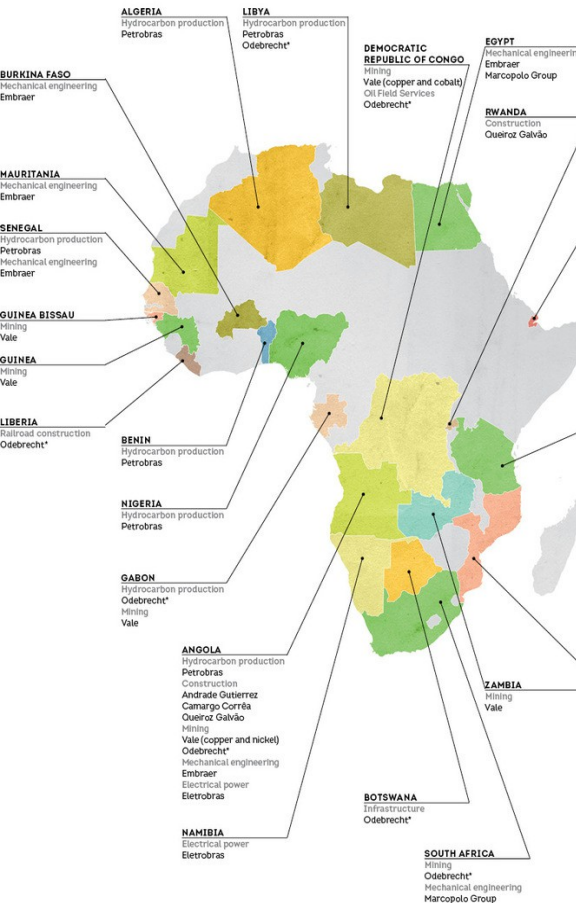 ALGERIA
Hydrocarbon production
Petrobras
LIBYA
Hydrocarbon production
Petrobras
Odebrecht*
DEMOCRATIC
REPUBLIC OF CONGO
Mining
Vale (copper and cobalt)
Oil Field Services
Odebrecht*
EGYPT
Mechanical engineerin
Embraer
Marcopolo Group
BURKINA FASO
Mechanical engineering
Embraer
RWANDA
Construction
Queiroz Galvão
MAURITANIA
Mechanical engineering
Embraer
SENEGAL
Hydrocarbon production
Petrobras
Mechanical engineering
Embraer
GUINEA BISSAU
Mining
Vale
GUINEA
Mining
Vale
LIBERIA
Railroad construction
Odebrecht*
BENIN
Hydrocarbon production
Petrobras
NIGERIA
Hydrocarbon production
Petrobras
GABON
Hydrocarbon production
Odebrecht*
Mining
Vale
ANGOLA
Hydrocarbon production
Petrobras
Construction
Andrade Gutierrez
Camargo Corrêa
Queiroz Galvão
Mining
Vale (copper and nickel)
Odebrecht*
Mechanical engineering
Embraer
Electrical power
Eletrobras
ZAMBIA
Mining
Vale
BOTSWANA
Infrastructure
Odebrecht*
NAMIBIA
Electrical power
Eletrobras
SOUTH AFRICA
Mining
Odebrecht*
Mechanical engineering
Marcopolo Group